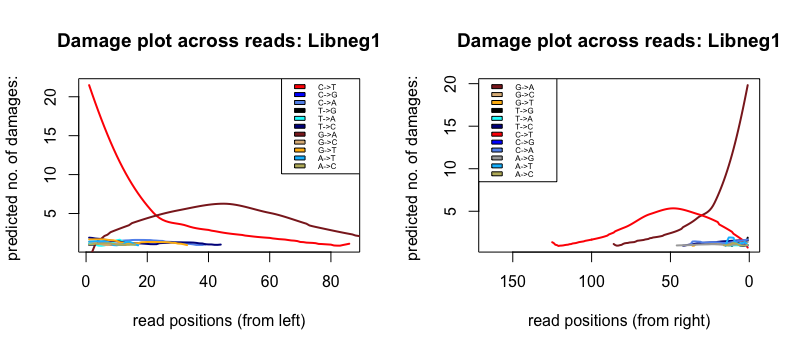 Damage plot across reads: Libneg1
predicted no. of damages:
5
10
15
20
0
20
40
60
80
read positions (from left)
C->T
C->G
C->A
T->G
T->A
T->C
G->A
G->C
G->T
A->T
A->C
Damage plot across reads: Libneg1
predicted no. of damages:
5
10
15
20
150
100
50
0
read positions (from right)
G->A
G->C
G->T
T->G
T->A
T->C
C->T
C->G
C->A
A->G
A->T
A->C